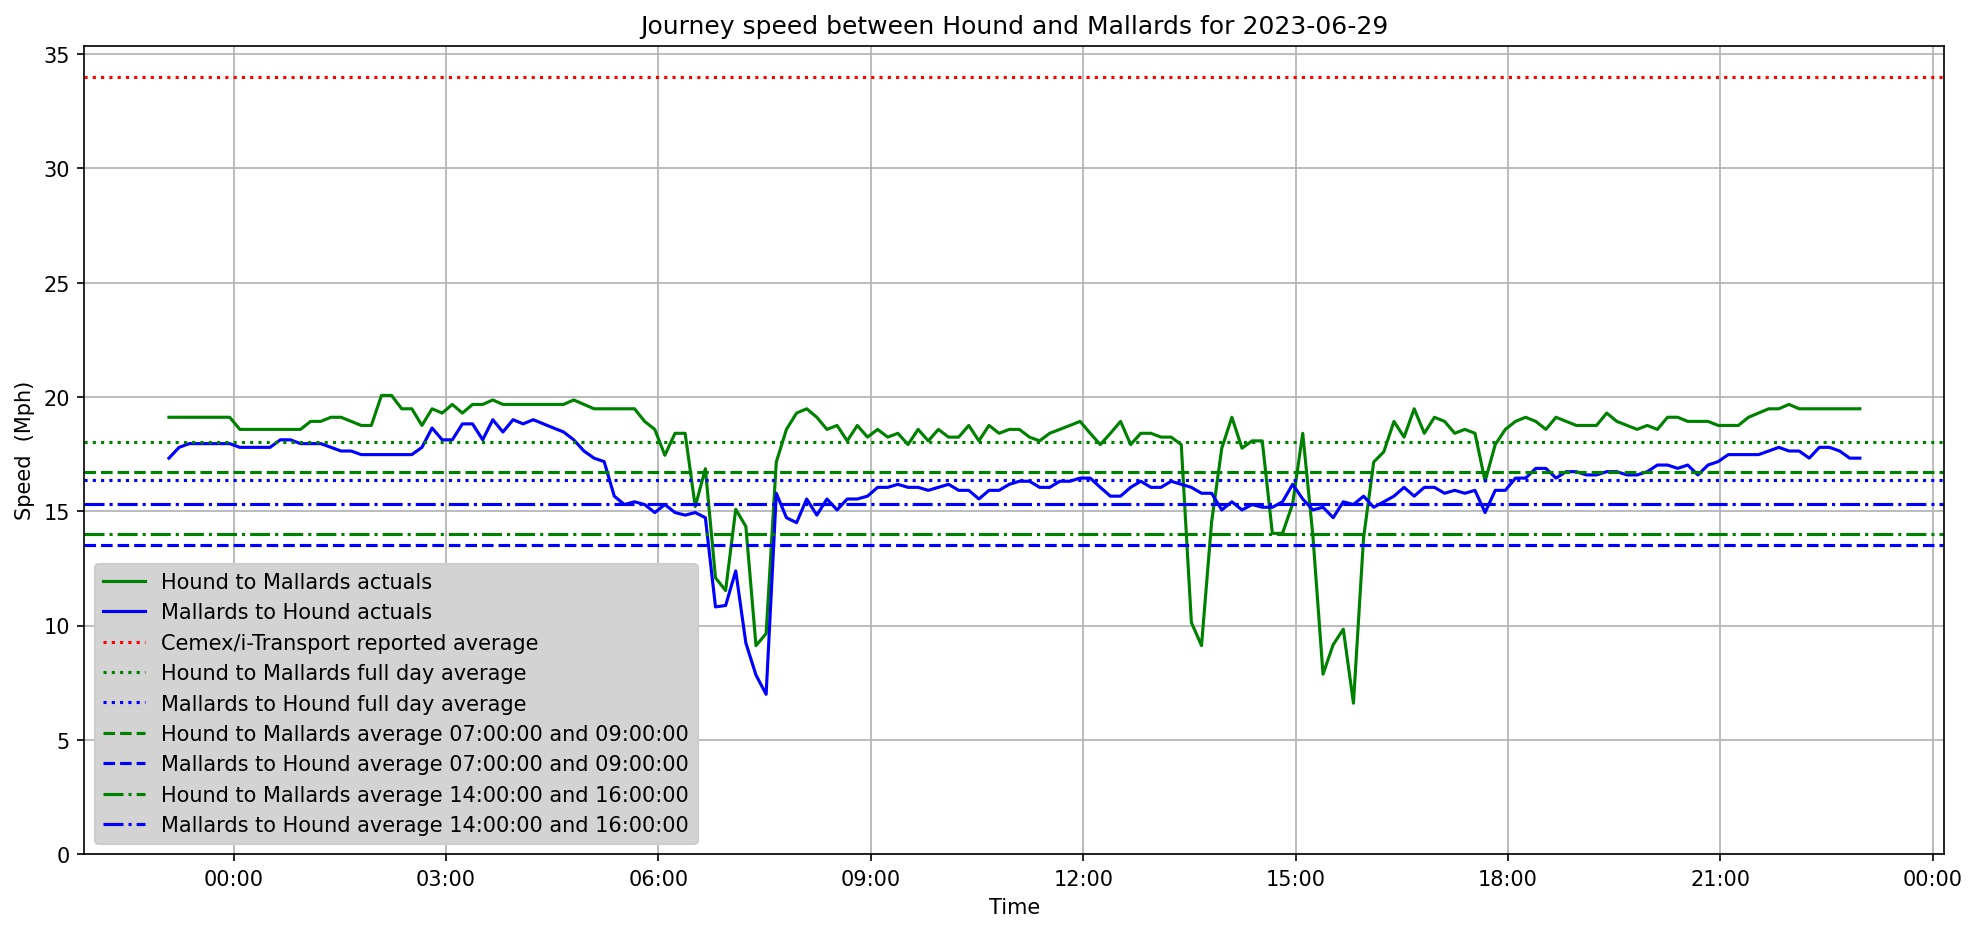 Journey speed between Hound and Mallards for 2023-06-29
35
30
25
20
15
10
5
0
Speed (Mph)
Hound to Mallards actuals
Mallards to Hound actuals
Cemex/i-Transport reported average
Hound to Mallards full day average
Mallards to Hound full day average
Hound to Mallards average 07:00:00 and 09:00:00
Mallards to Hound average 07:00:00 and 09:00:00
Hound to Mallards average 14:00:00 and 16:00:00
Mallards to Hound average 14:00:00 and 16:00:00
00:00 03:00 06:00 09:00 12:00 15:00 18:00 21:00 00:00
Time